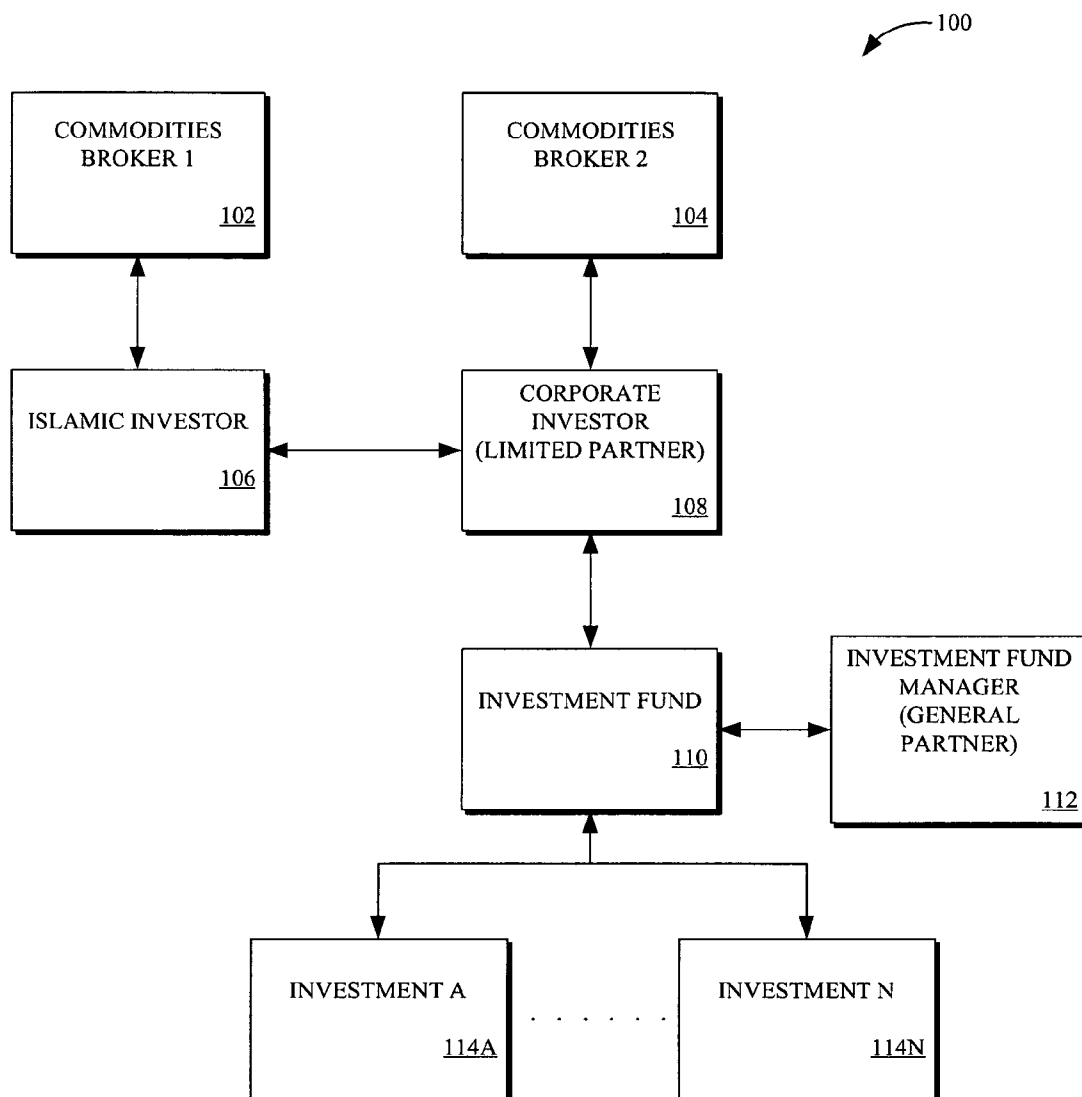 100
COMMODITIES
BROKER 1
102
COMMODITIES
BROKER 2
104
ISLAMIC INVESTOR
106
CORPORATE
INVESTOR
(LIMITED PARTNER)
108
INVESTMENT FUND
110
INVESTMENT FUND
MANAGER
(GENERAL
PARTNER)
112
INVESTMENT A
114A
. . . . . .
INVESTMENT N
114N